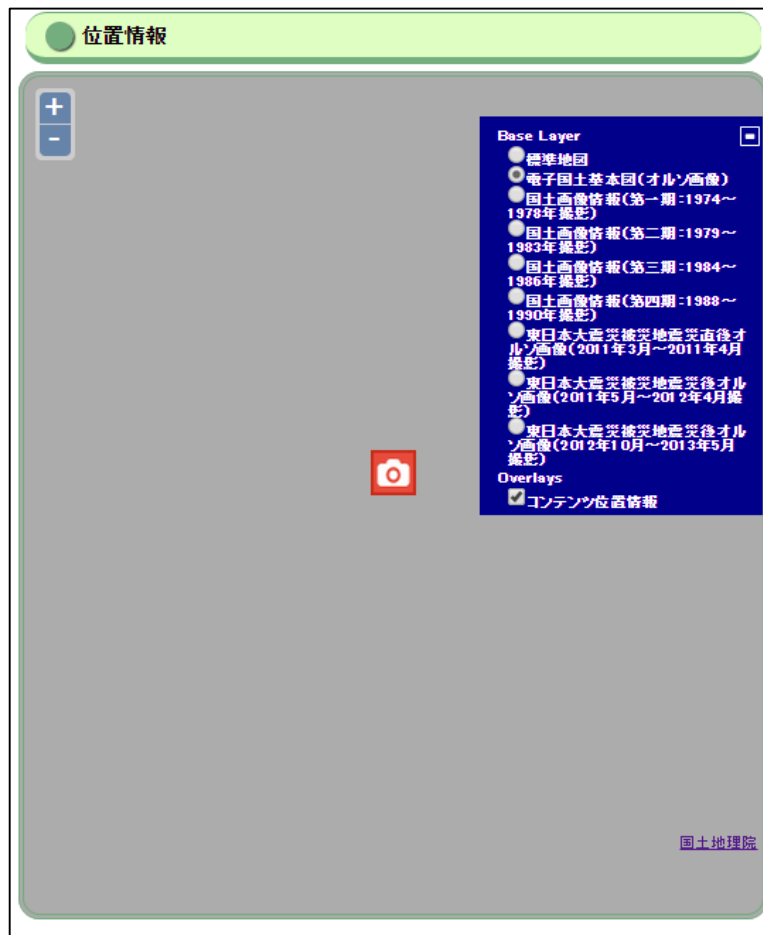 位置情報
+
-
Base Layer
標準地図
電子国土基本図(オルソ画像)
国土画像情報(第一期:1974～
1978年撮影)
国土画像情報(第二期:1979～
1983年撮影)
国土画像情報(第三期:1984～
1986年撮影)
国土画像情報(第四期:1988～
1990年撮影)
東日本大震災被災地震災直後オ
ルソ画像(2011年3月～2011年4月
撮影)
東日本大震災被災地震災後オル
ソ画像(2011年5月～2012年4月撮
影)
東日本大震災被災地震災後オル
ソ画像(2012年10月～2013年5月
撮影)
Overlays
コンテンツ位置情報
国土地理院